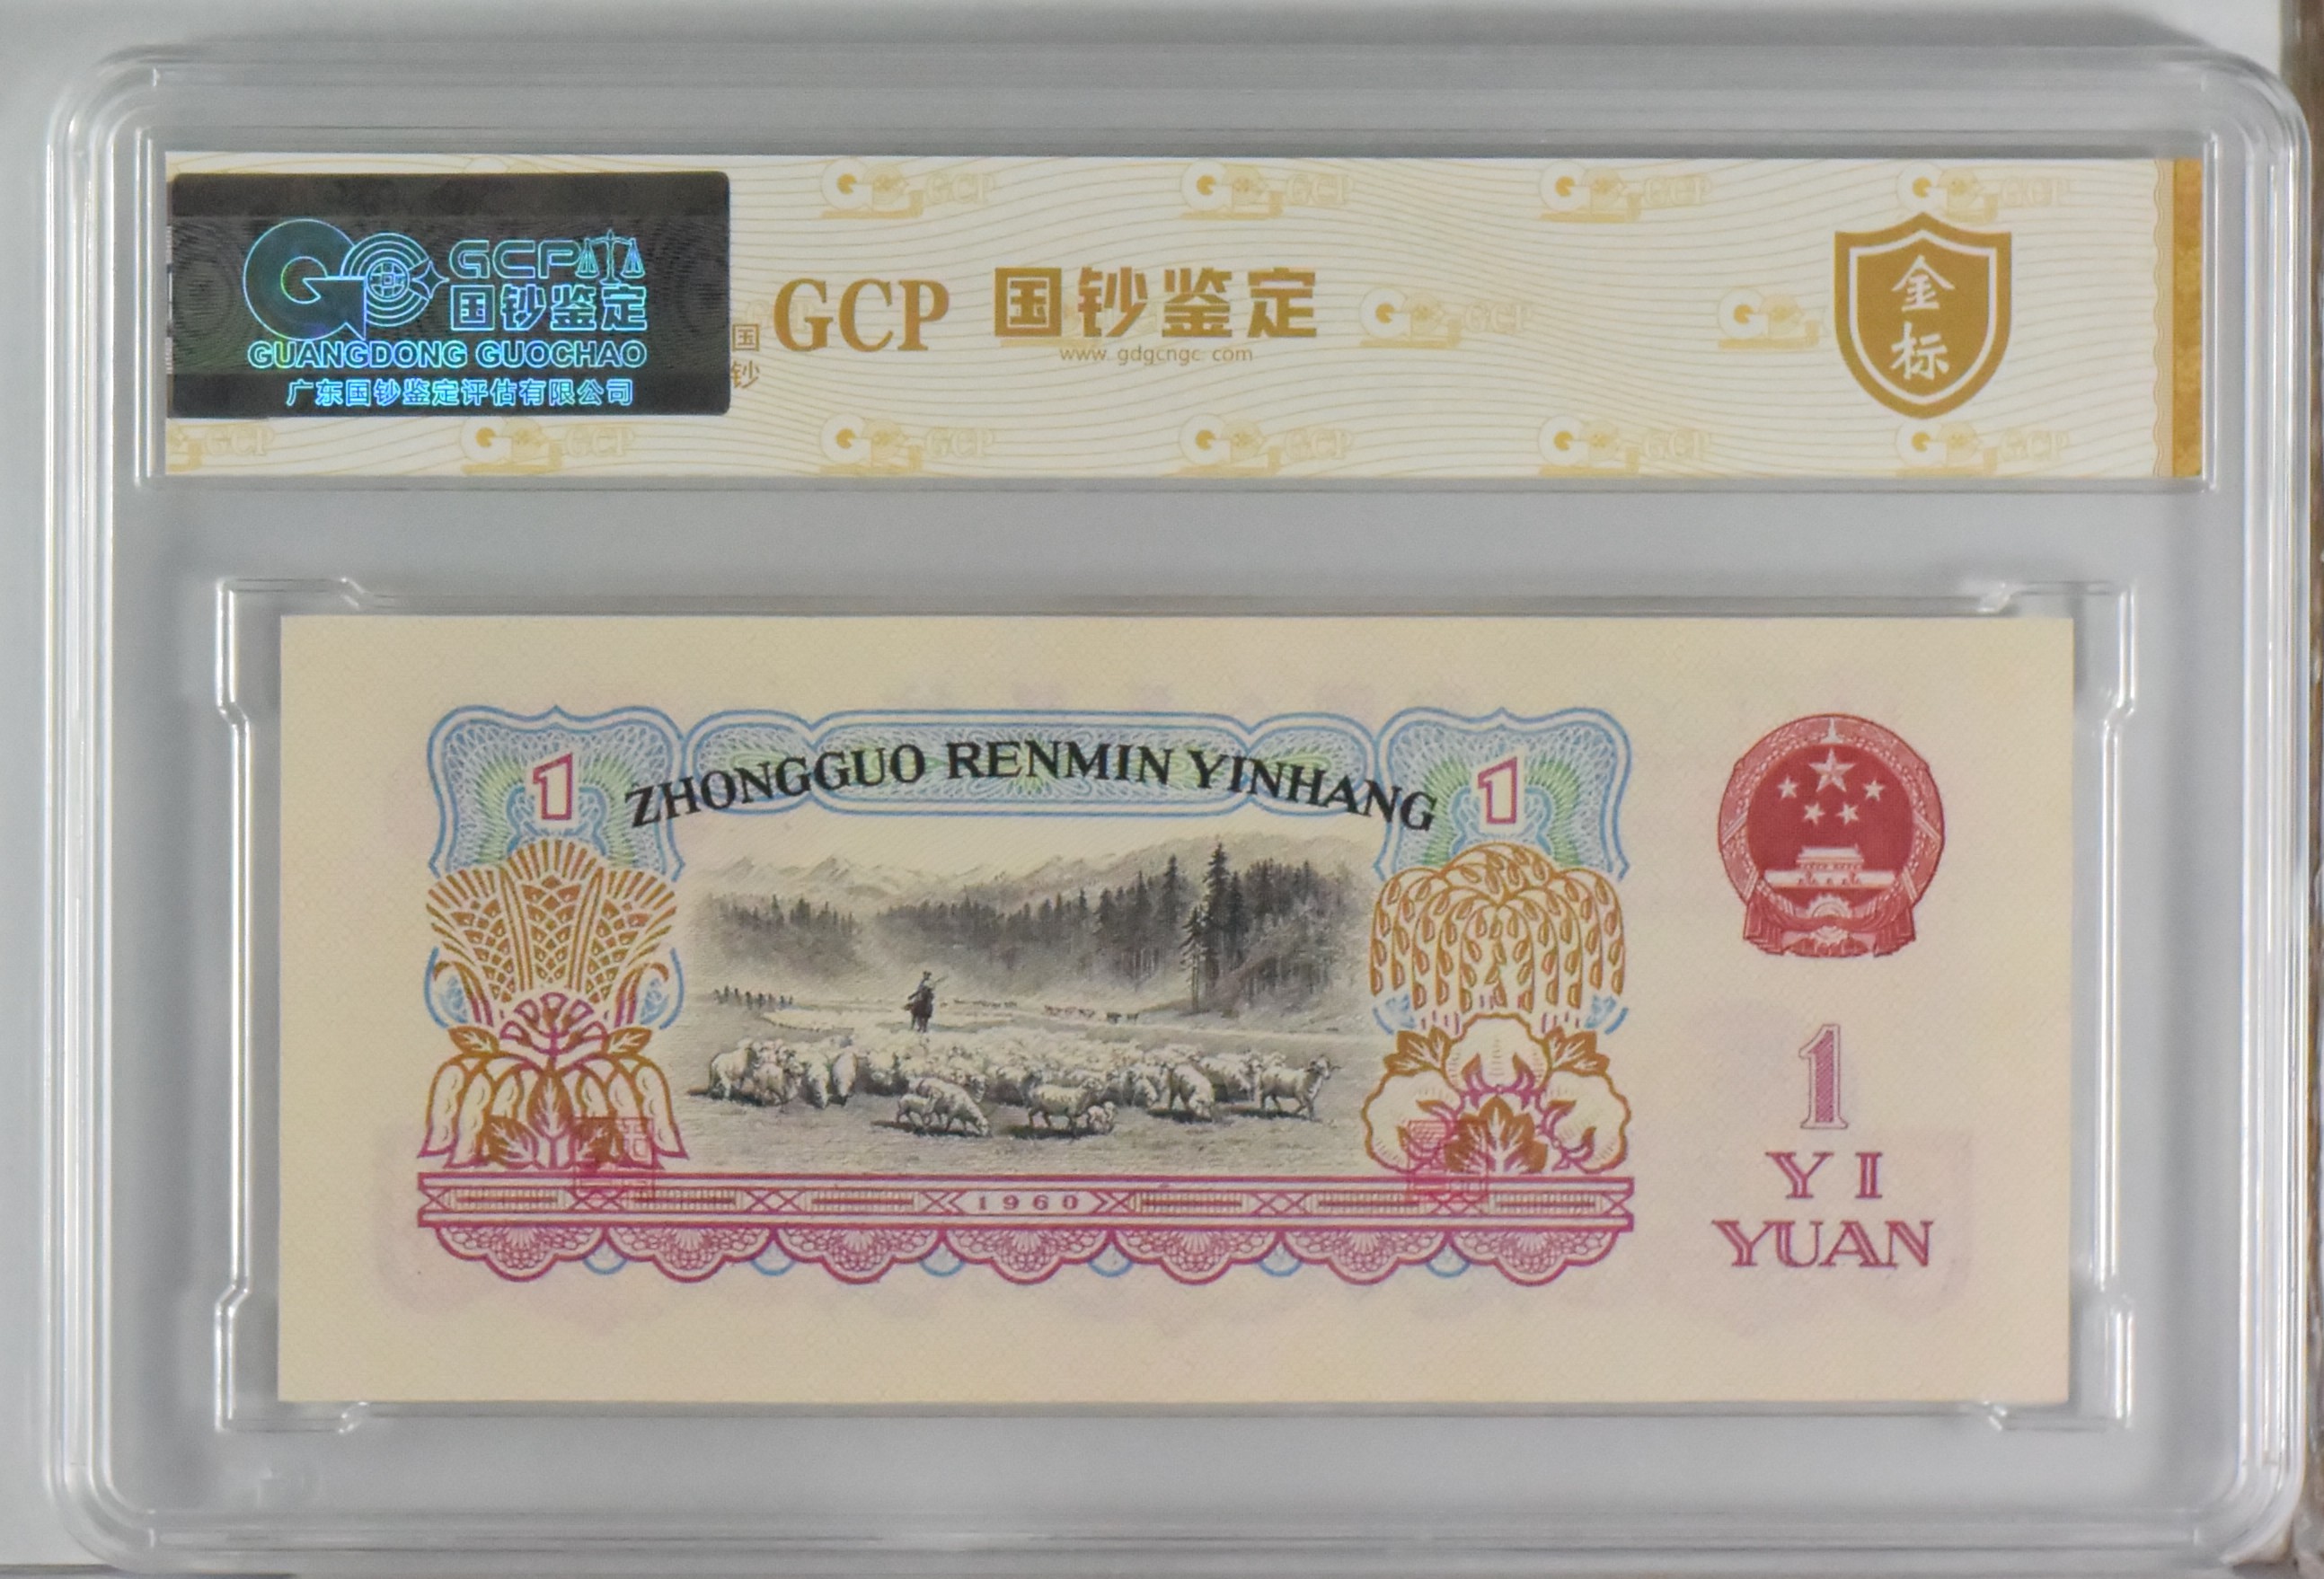 GCP
国钞鉴定
GUANGDONG GUOCHAO
广东国钞鉴定评估有限公司
国
钞
GCP 国钞鉴定
www.gdgcngc.com
金
标
1 ZHONGGUO RENMIN YINHANG 1
1960
1
YI
YUAN